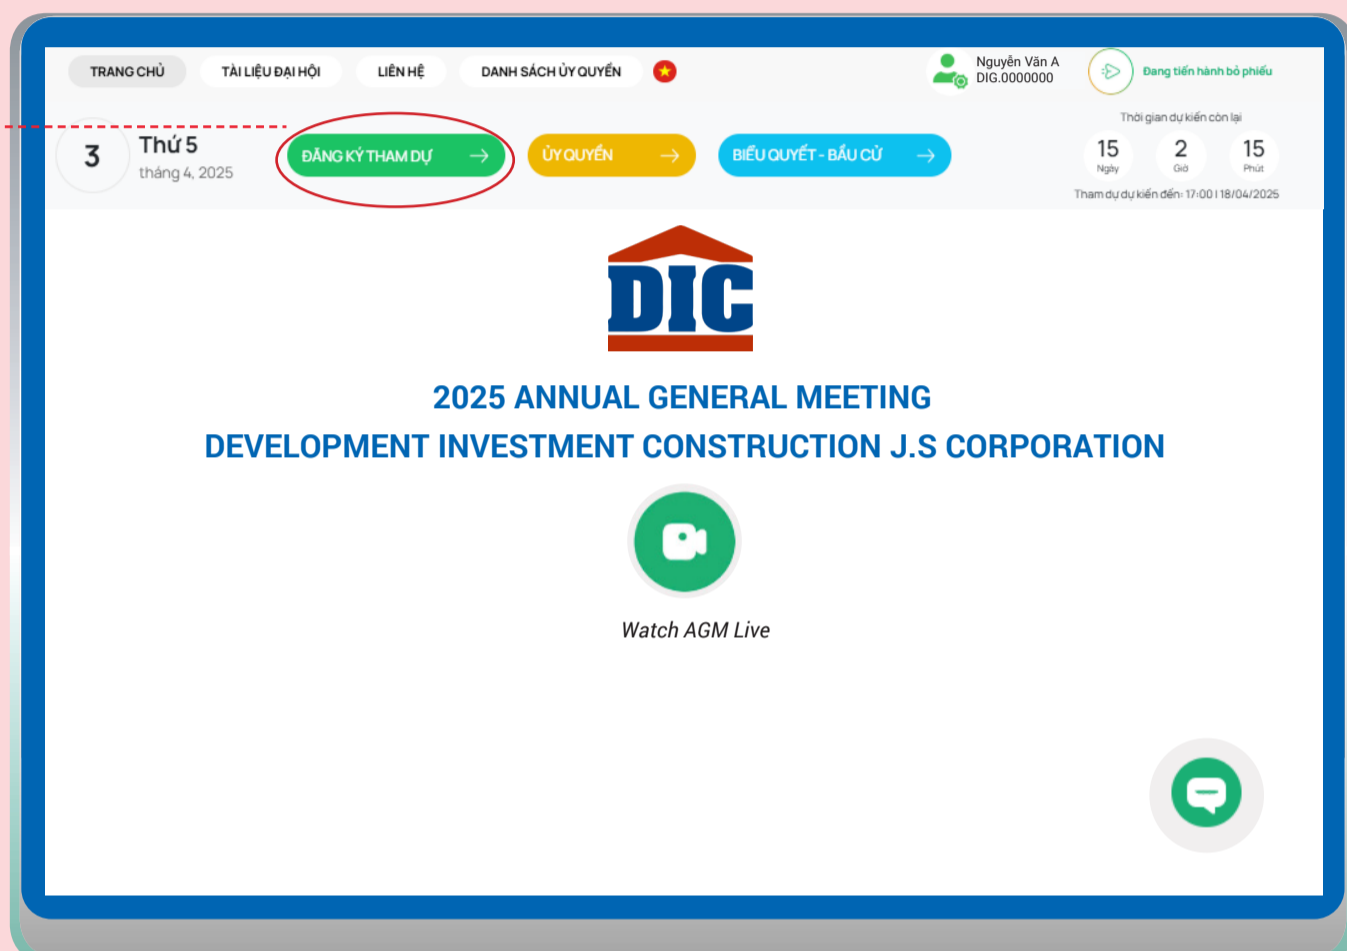 TRANG CHỦ TÀI LIỆU ĐẠI HỘI LIÊN HỆ DANH SÁCH ỦY QUYỀN
Nguyễn Văn A
DIG.0000000
Đang tiến hành bỏ phiếu
3
Thứ 5
tháng 4, 2025
ĐĂNG KÝ THAM DỰ
ỦY QUYỀN
BIỂU QUYẾT - BẦU CỬ
Thời gian dự kiến còn lại
15 2 15
Ngày Giờ Phút
Tham dự dự kiến đến: 17:00 | 18/04/2025
DIC
2025 ANNUAL GENERAL MEETING
DEVELOPMENT INVESTMENT CONSTRUCTION J.S CORPORATION
Watch AGM Live